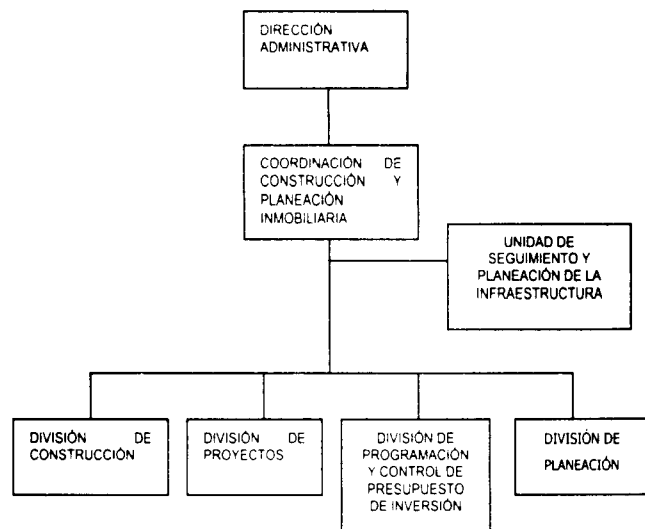 DIRECCIÓN
ADMINISTRATIVA
COORDINACIÓN DE
CONSTRUCCIÓN Y
PLANEACIÓN
INMOBILIARIA
UNIDAD DE
SEGUIMIENTO Y
PLANEACIÓN DE LA
INFRAESTRUCTURA
DIVISIÓN DE
CONSTRUCCIÓN
DIVISIÓN DE
PROYECTOS
DIVISIÓN DE
PROGRAMACIÓN
Y CONTROL DE
PRESUPUESTO
DE INVERSIÓN
DIVISIÓN DE
PLANEACIÓN